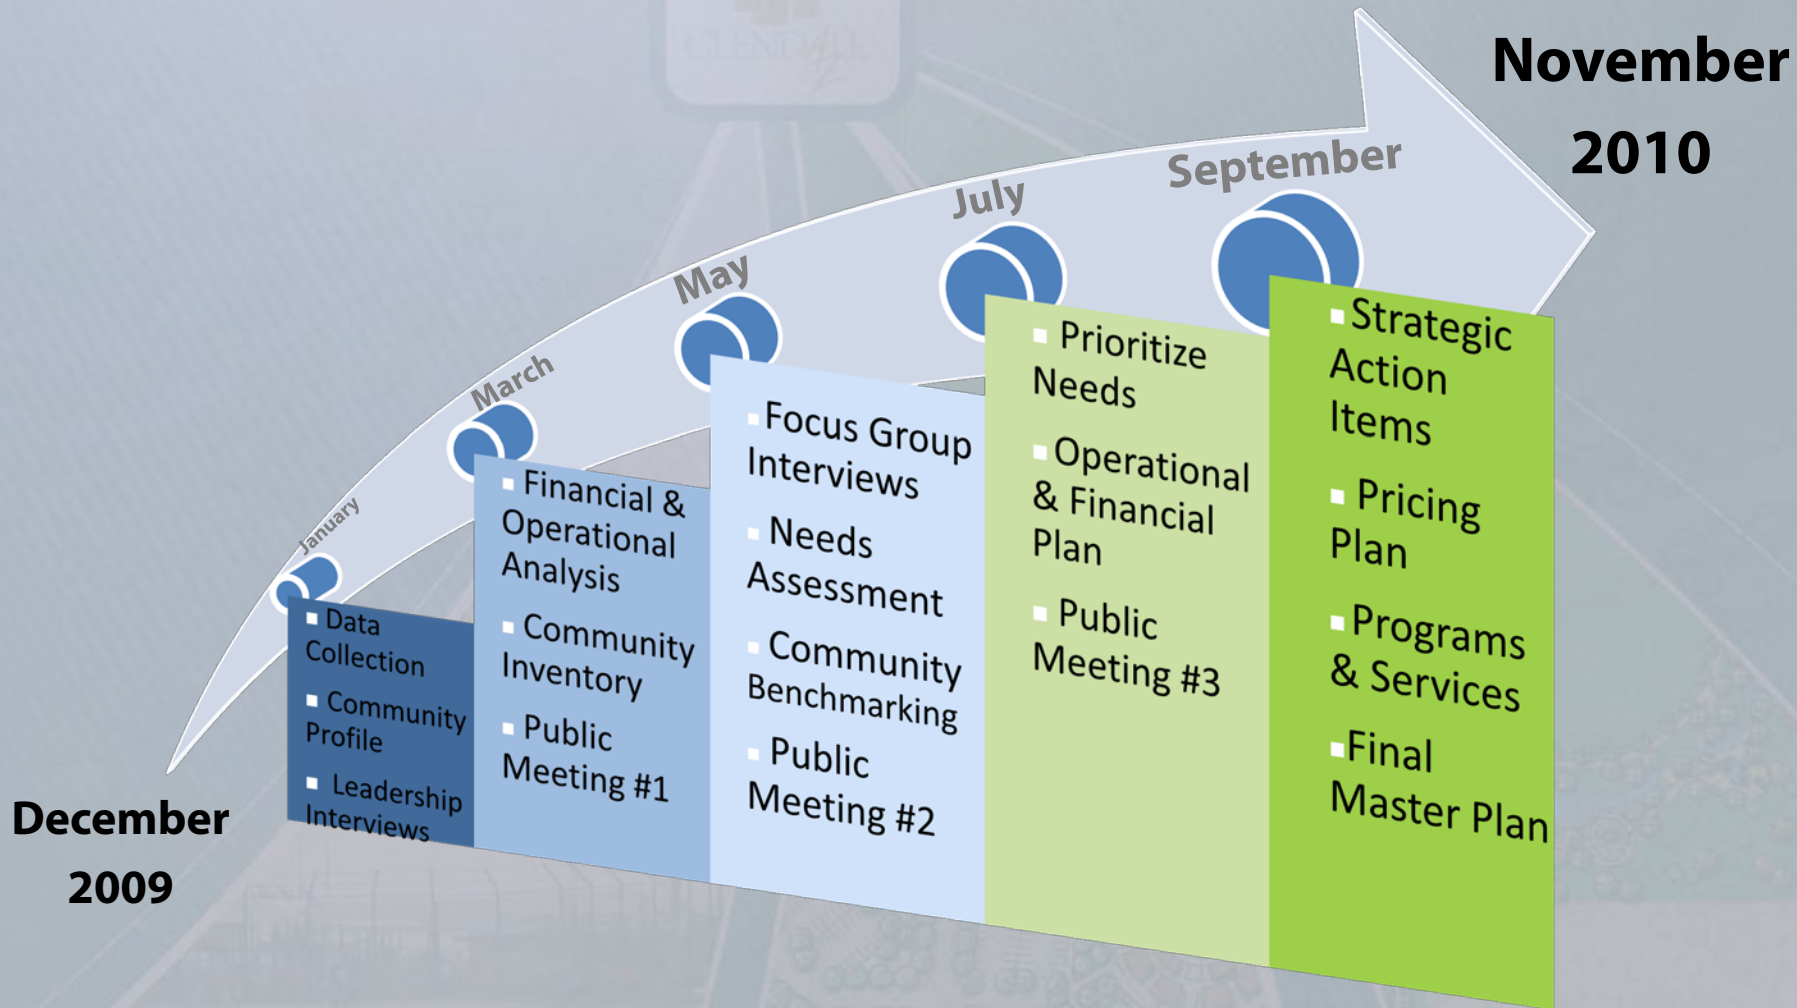 GLENDALE
November
2010
September
July
May
March
January
December
2009
▪ Data
Collection
▪ Community
Profile
▪ Leadership
Interviews
▪ Financial &
Operational
Analysis
▪ Community
Inventory
▪ Public
Meeting #1
▪ Focus Group
Interviews
▪ Needs
Assessment
▪ Community
Benchmarking
▪ Public
Meeting #2
▪ Prioritize
Needs
▪ Operational
& Financial
Plan
▪ Public
Meeting #3
▪ Strategic
Action
Items
▪ Pricing
Plan
▪ Programs
& Services
▪ Final
Master Plan